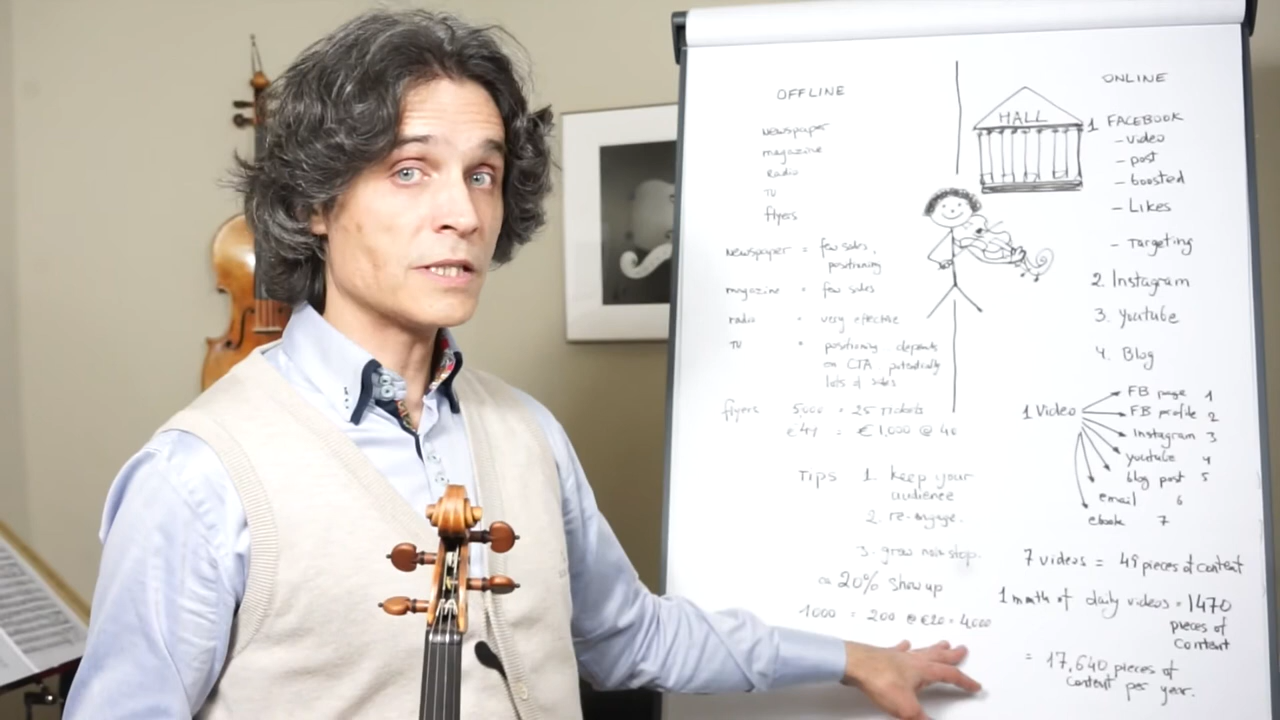 OFFLINE
Newspaper
magazine
Radio
TV
flyers
Newspaper = few sales,
positioning
magazine = few sales
radio = very effective
TV = positioning depends
on CTA, potentially
lots of sales
flyers 5,000 = 25 Tickets
= €1,000 @ 40
TIPS 1. keep your
audience
2. re-engage.
3. grow non stop.
20% show up
1000 = 200 @ €20 = 4000
HALL
ONLINE
1 FACEBOOK
- video
- post
- boosted
- Likes
- Targeting
2. Instagram
3. Youtube
4. Blog
1 Video
FB page 1
FB profile 2
Instagram 3
youtube 4
blog post 5
email 6
ebook 7
7 videos = 49 pieces of content
1 month of daily videos = 1470
pieces of
content
= 17,640 pieces of
content per year.